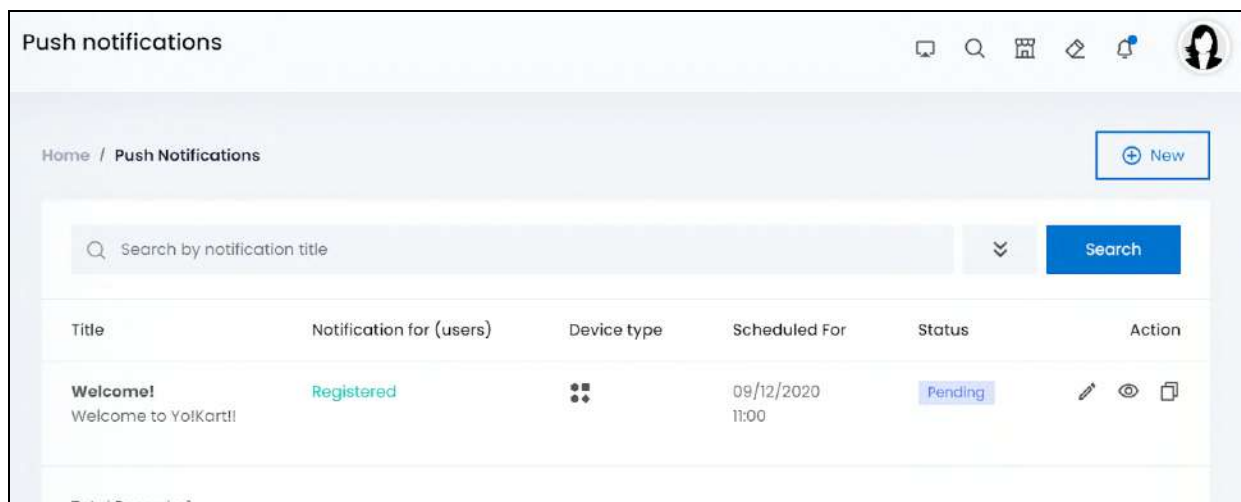 Push notifications
Home / Push Notifications
New
Search by notification title
Search
Title Notification for (users) Device type Scheduled For Status Action
Welcome! Registered 09/12/2020 Pending
Welcome to Yo!Kart!! 11:00